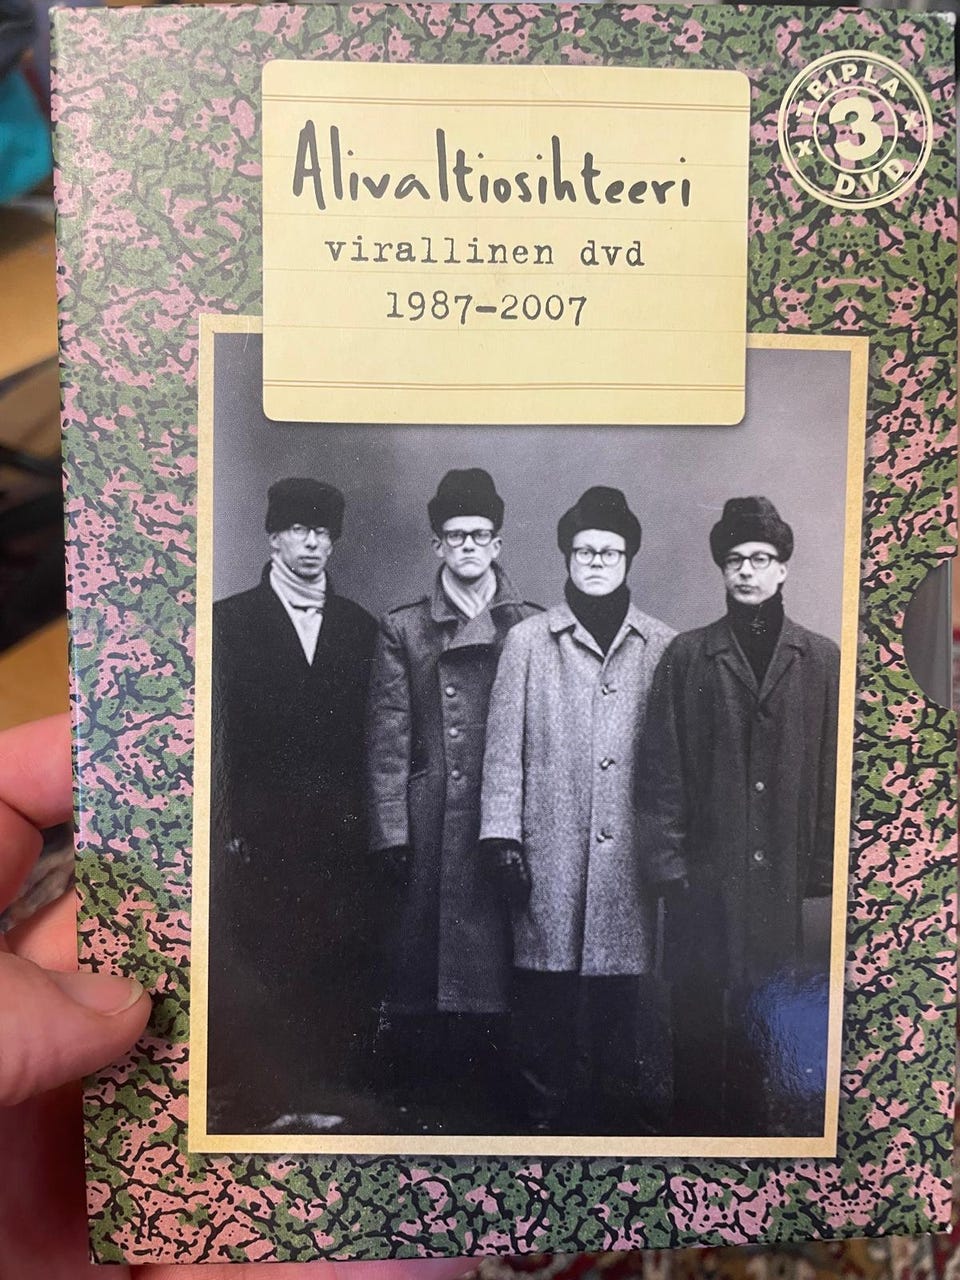 Alivaltiosihteeri
virallinen dvd
1987-2007
TRIPLA
3
DVD